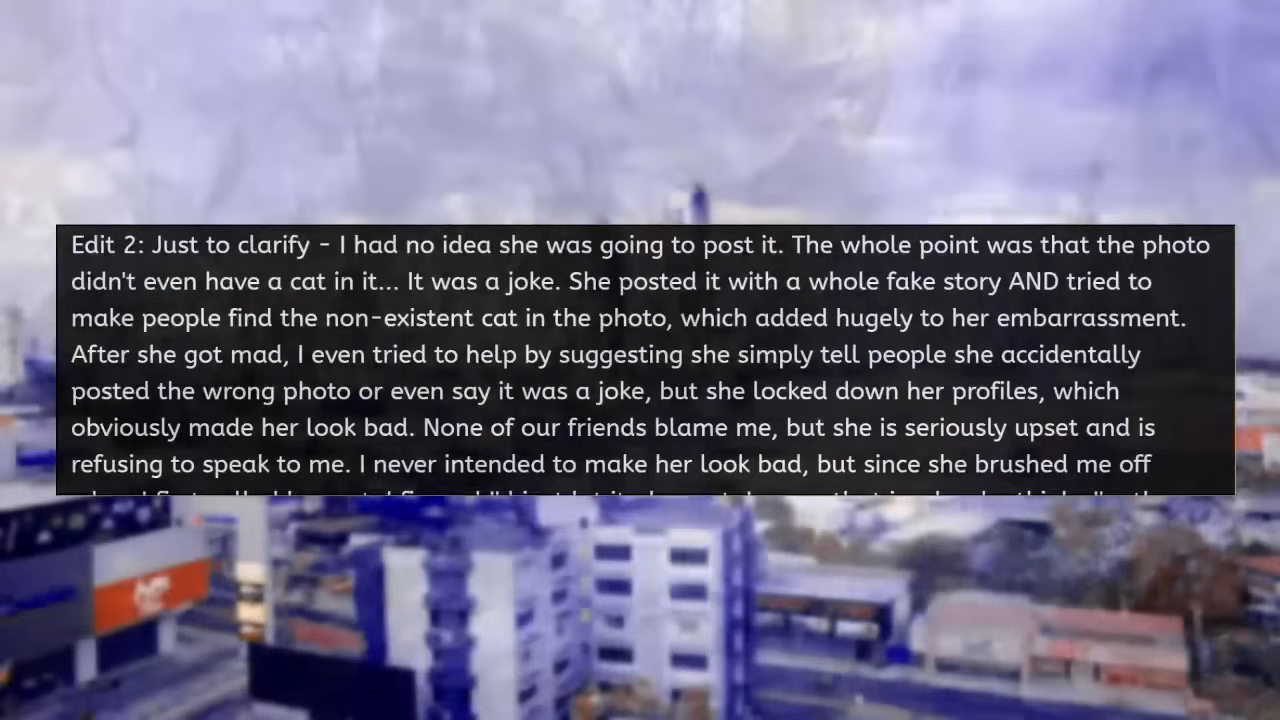 Edit 2: Just to clarify - I had no idea she was going to post it. The whole point was that the photo
didn't even have a cat in it... It was a joke. She posted it with a whole fake story AND tried to
make people find the non-existent cat in the photo, which added hugely to her embarrassment.
After she got mad, I even tried to help by suggesting she simply tell people she accidentally
posted the wrong photo or even say it was a joke, but she locked down her profiles, which
obviously made her look bad. None of our friends blame me, but she is seriously upset and is
refusing to speak to me. I never intended to make her look bad, but since she brushed me off